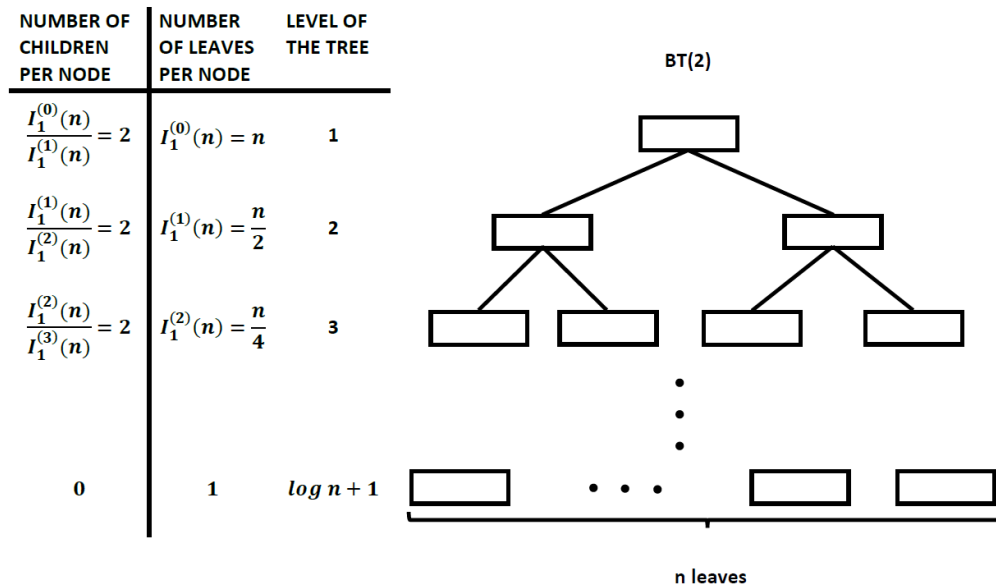 NUMBER OF CHILDREN PER NODE
NUMBER OF LEAVES PER NODE
LEVEL OF THE TREE
BT(2)
I_1^{(0)}(n) / I_1^{(1)}(n) = 2
I_1^{(0)}(n) = n
1
I_1^{(1)}(n) / I_1^{(2)}(n) = 2
I_1^{(1)}(n) = n/2
2
I_1^{(2)}(n) / I_1^{(3)}(n) = 2
I_1^{(2)}(n) = n/4
3
0
1
log n + 1
n leaves